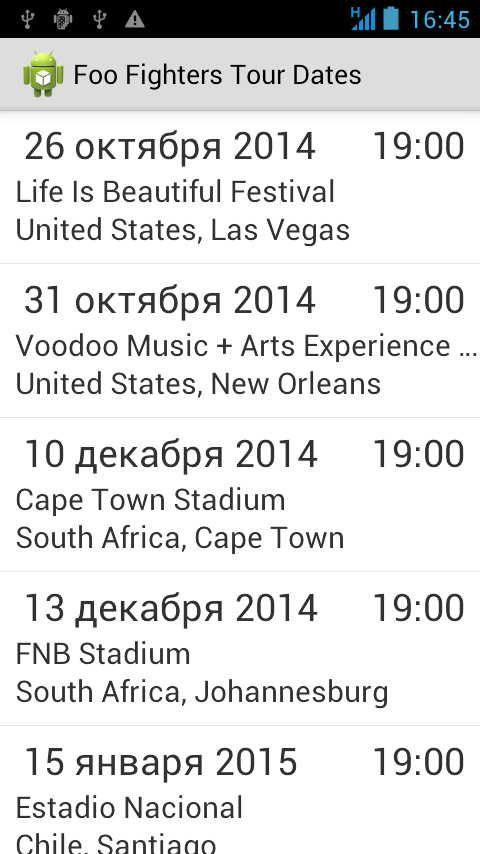 H 16:45
Foo Fighters Tour Dates
26 октября 2014 19:00
Life Is Beautiful Festival
United States, Las Vegas
31 октября 2014 19:00
Voodoo Music + Arts Experience ...
United States, New Orleans
10 декабря 2014 19:00
Cape Town Stadium
South Africa, Cape Town
13 декабря 2014 19:00
FNB Stadium
South Africa, Johannesburg
15 января 2015 19:00
Estadio Nacional
Chile, Santiago